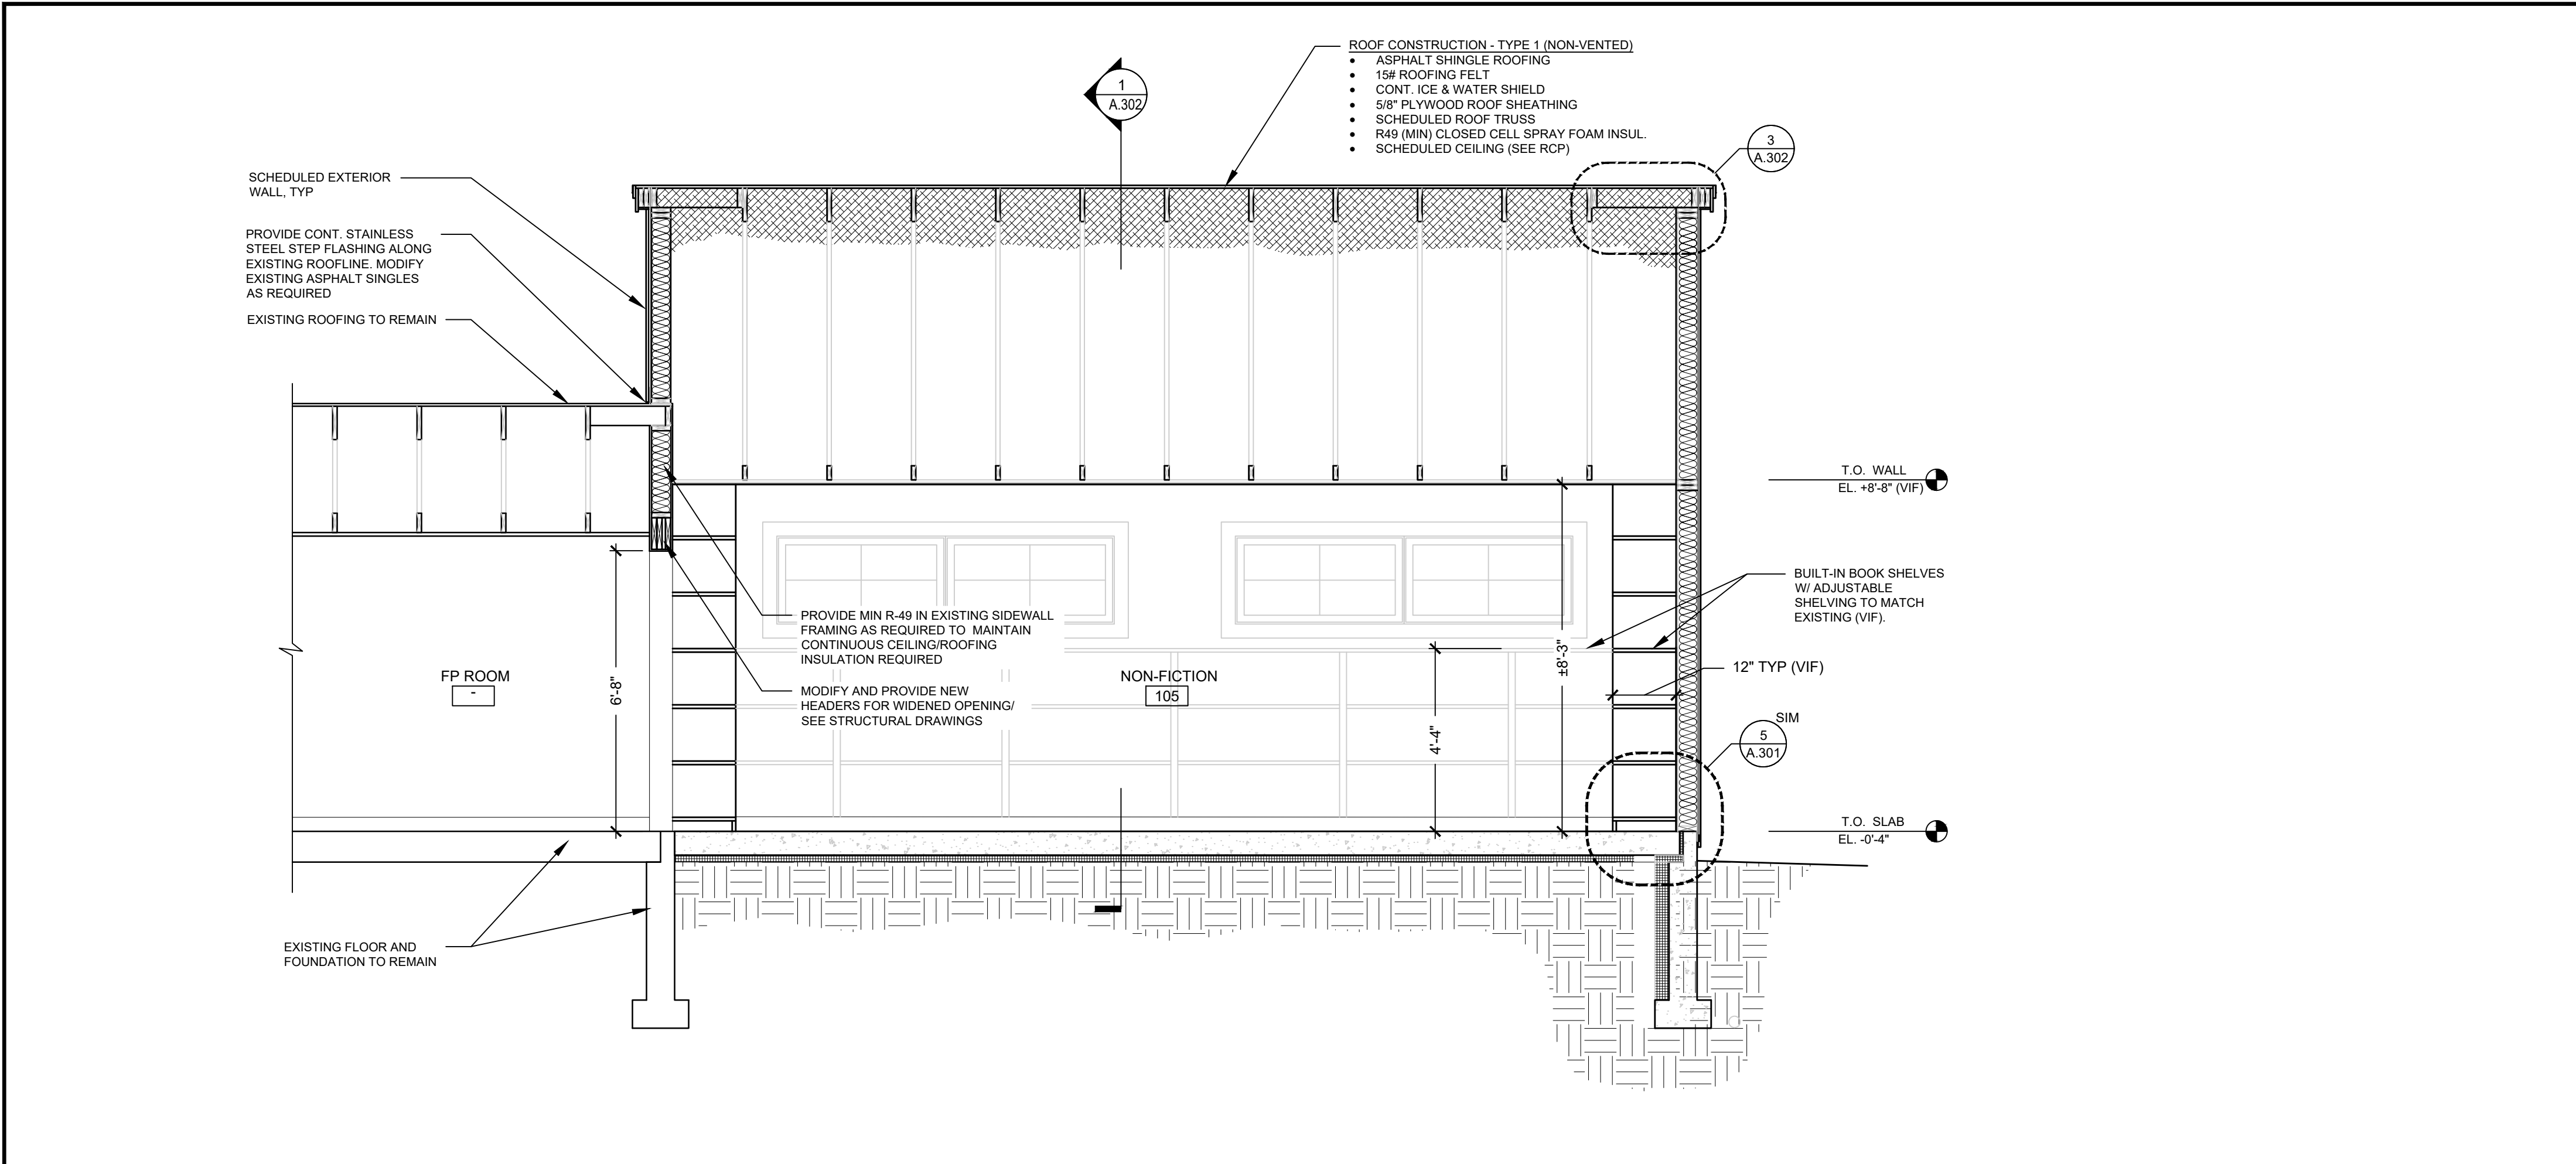 ROOF CONSTRUCTION - TYPE 1 (NON-VENTED)
• ASPHALT SHINGLE ROOFING
• 15# ROOFING FELT
• CONT. ICE & WATER SHIELD
• 5/8" PLYWOOD ROOF SHEATHING
• SCHEDULED ROOF TRUSS
• R49 (MIN) CLOSED CELL SPRAY FOAM INSUL.
• SCHEDULED CEILING (SEE RCP)
1
A.302
3
A.302
SCHEDULED EXTERIOR
WALL, TYP
PROVIDE CONT. STAINLESS
STEEL STEP FLASHING ALONG
EXISTING ROOFLINE. MODIFY
EXISTING ASPHALT SINGLES
AS REQUIRED
EXISTING ROOFING TO REMAIN
T.O. WALL
EL. +8'-8" (VIF)
BUILT-IN BOOK SHELVES
W/ ADJUSTABLE
SHELVING TO MATCH
EXISTING (VIF).
PROVIDE MIN R-49 IN EXISTING SIDEWALL
FRAMING AS REQUIRED TO MAINTAIN
CONTINUOUS CEILING/ROOFING
INSULATION REQUIRED
MODIFY AND PROVIDE NEW
HEADERS FOR WIDENED OPENING/
SEE STRUCTURAL DRAWINGS
FP ROOM
-
6'-8"
NON-FICTION
105
±8'-3"
4'-4"
12" TYP (VIF)
SIM
5
A.301
T.O. SLAB
EL. -0'-4"
EXISTING FLOOR AND
FOUNDATION TO REMAIN